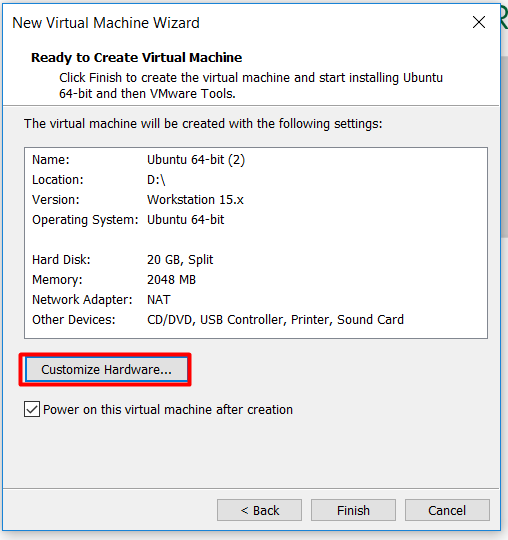 New Virtual Machine Wizard
Ready to Create Virtual Machine
Click Finish to create the virtual machine and start installing Ubuntu
64-bit and then VMware Tools.
The virtual machine will be created with the following settings:
Name: Ubuntu 64-bit (2)
Location: D:\
Version: Workstation 15.x
Operating System: Ubuntu 64-bit
Hard Disk: 20 GB, Split
Memory: 2048 MB
Network Adapter: NAT
Other Devices: CD/DVD, USB Controller, Printer, Sound Card
Customize Hardware...
Power on this virtual machine after creation
< Back Finish Cancel